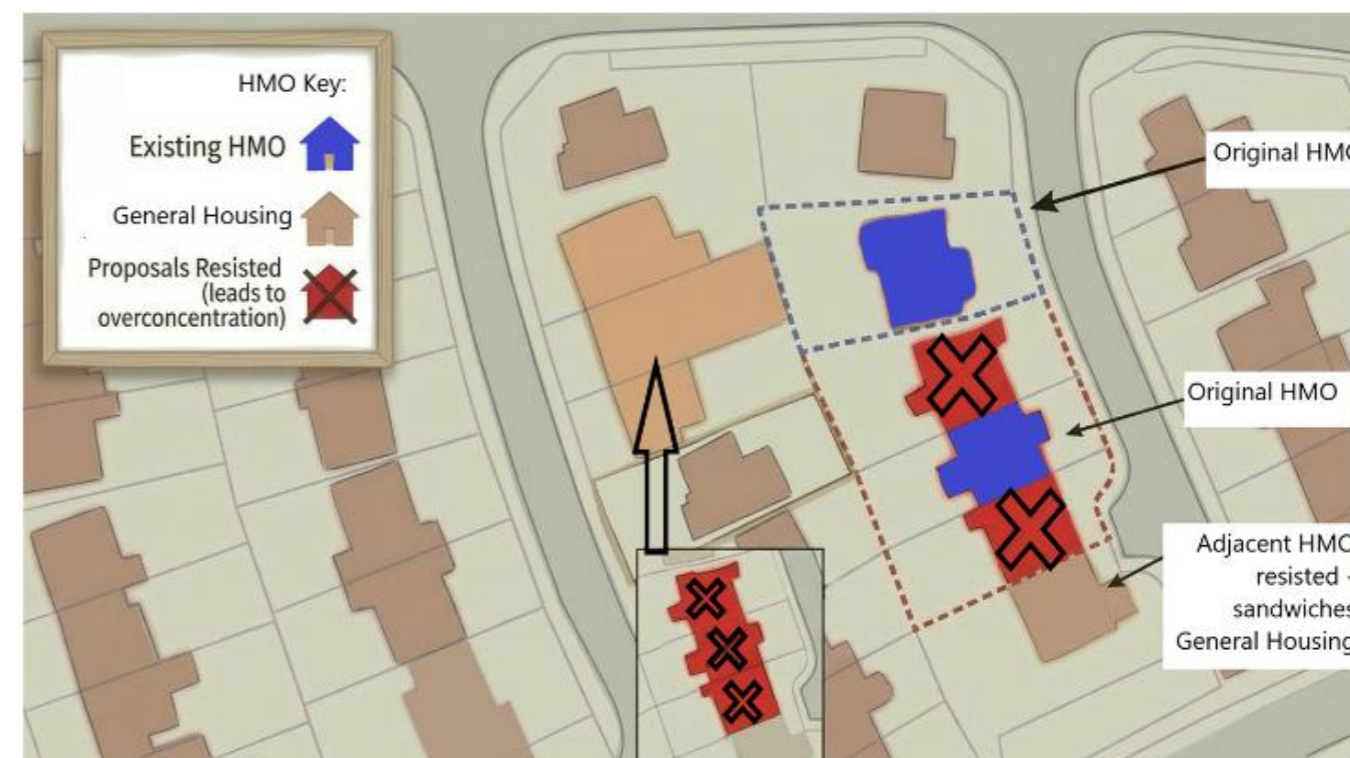 HMO Key:
Existing HMO
General Housing
Proposals Resisted
(leads to
overconcentration)
Original HMO
Original HMO
Adjacent HMO
resisted -
sandwiches
General Housing